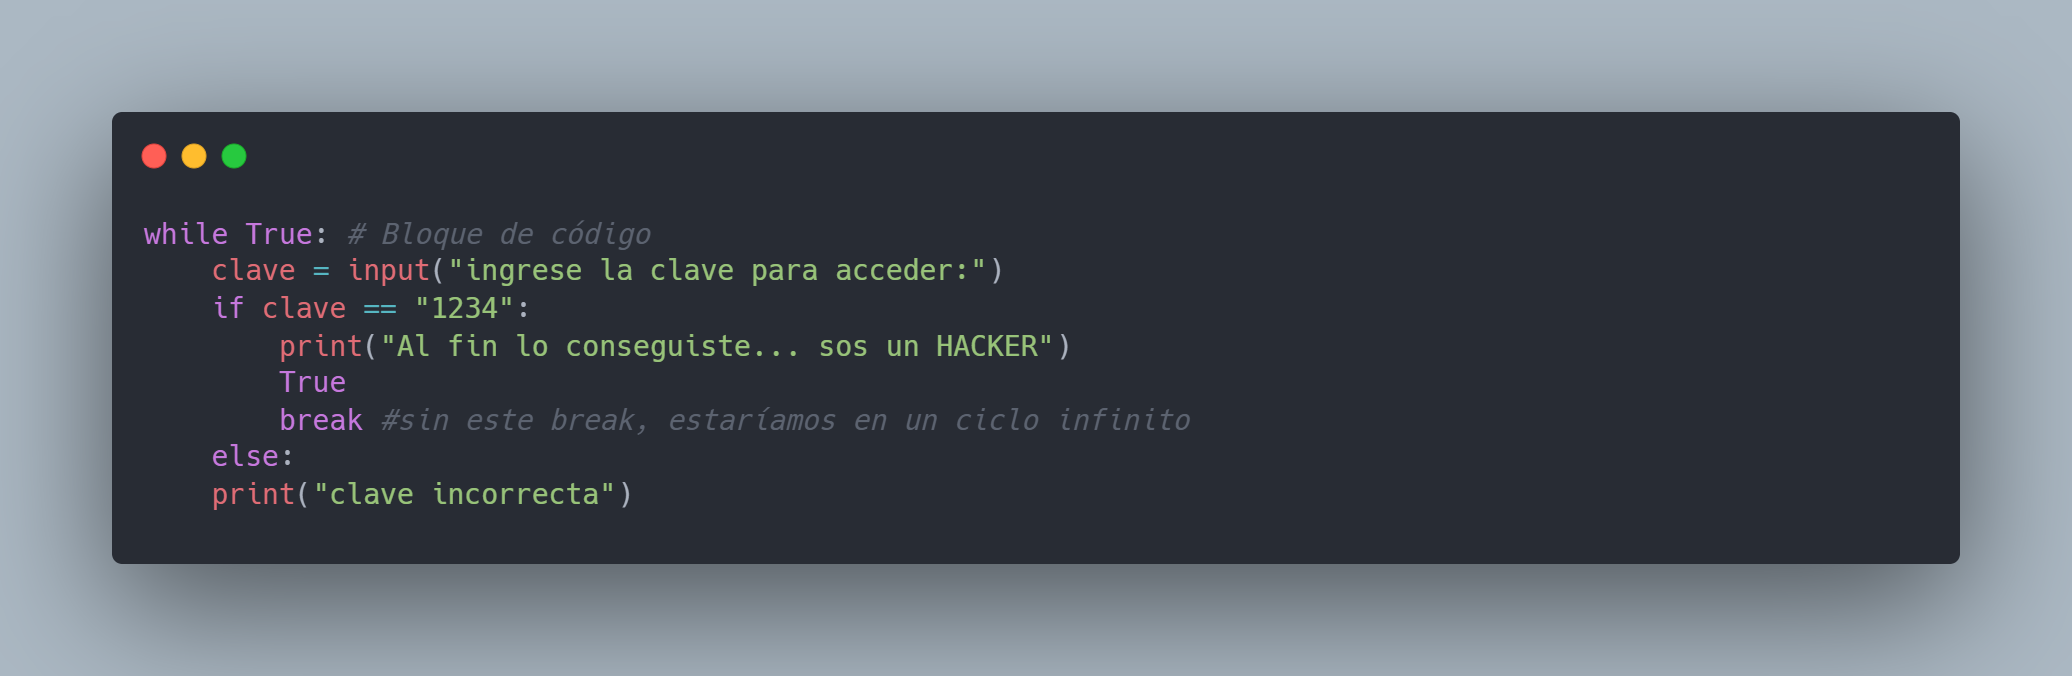 while True: # Bloque de código
    clave = input("ingrese la clave para acceder:")
    if clave == "1234":
        print("Al fin lo conseguiste... sos un HACKER")
        True
        break #sin este break, estaríamos en un ciclo infinito
    else:
    print("clave incorrecta")